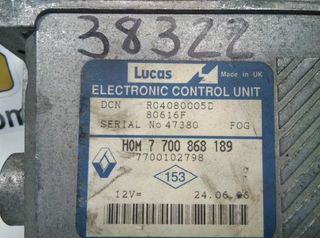 38322
Lucas
Made in UK
ELECTRONIC CONTROL UNIT
DCN R04080005D
80616F
SERIAL No 47380 FOG
HOM 7 700 868 189
7700102798
153
12V= 24.06.96